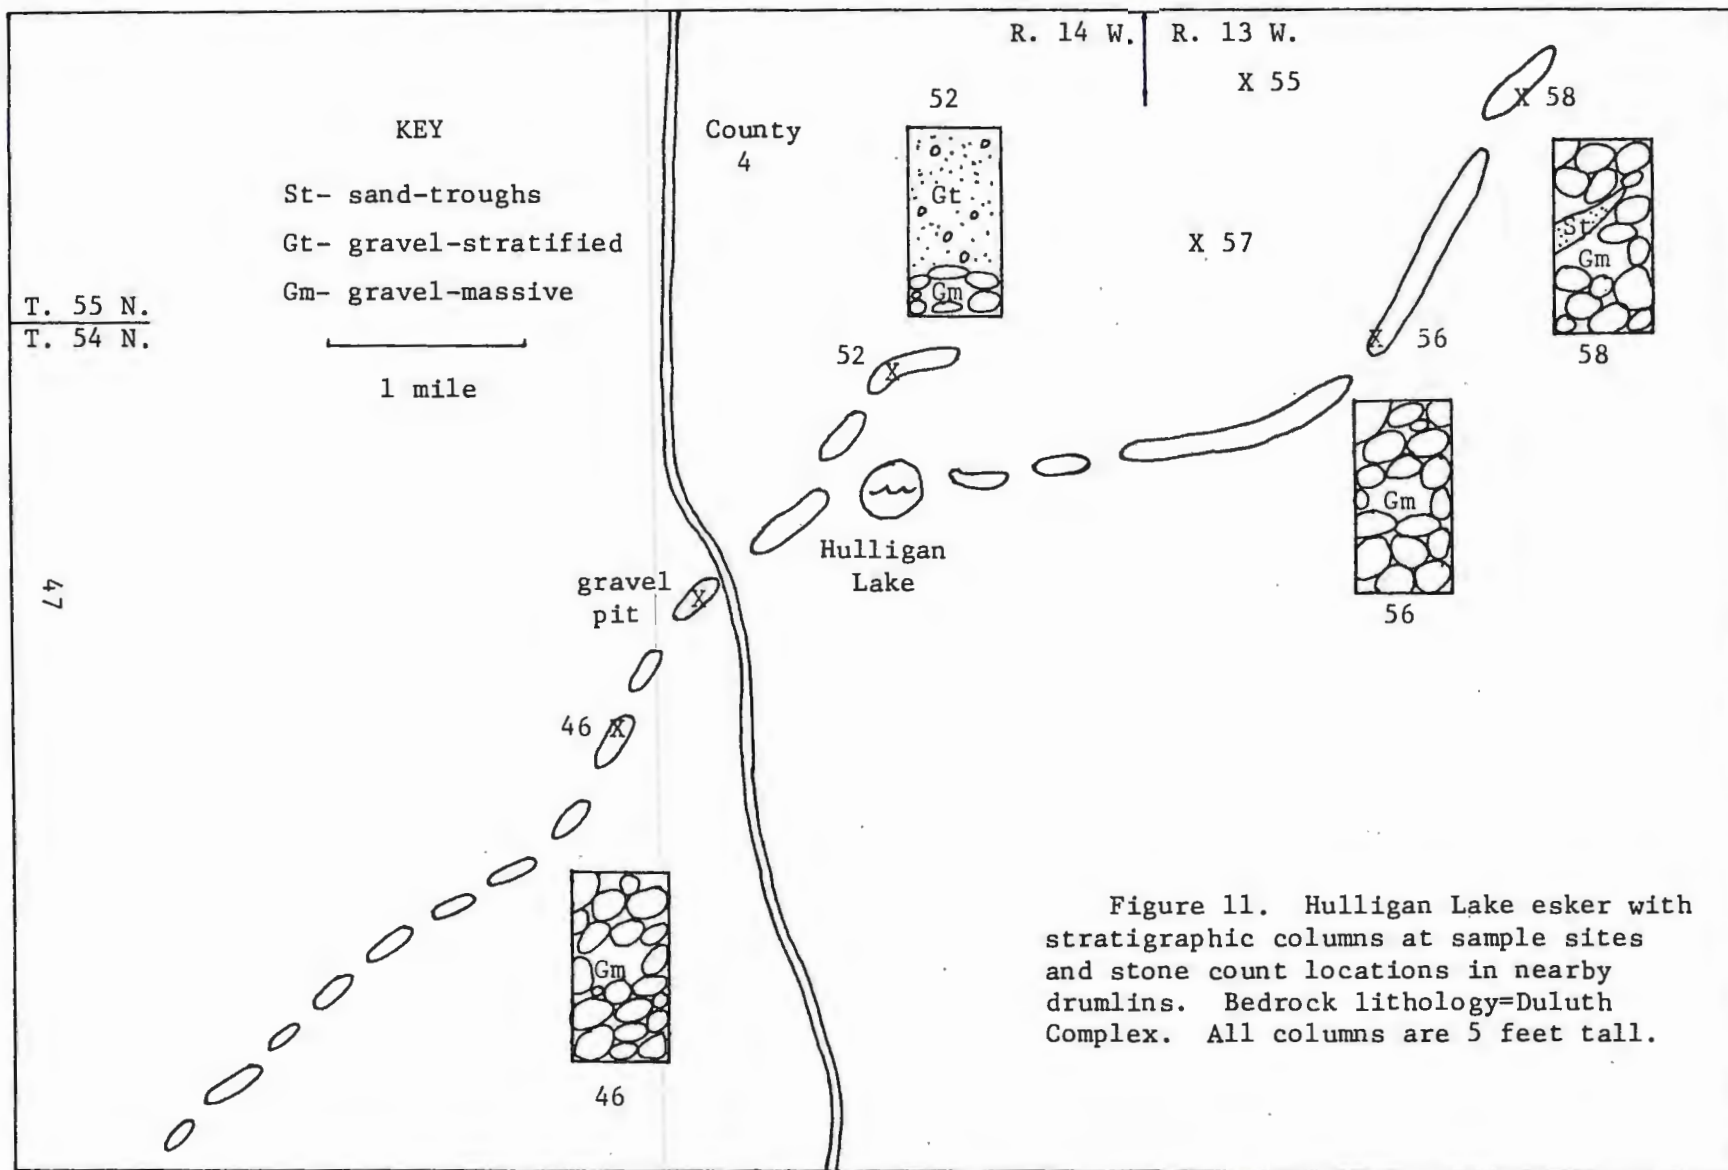 R. 14 W. R. 13 W.
X 55
X 58
52
KEY
County
4
St- sand-troughs
Gt- gravel-stratified
Gm- gravel-massive
Gt
Gm
X 57
St
Gm
58
T. 55 N.
T. 54 N.
1 mile
52 X
X 56
Gm
56
Hulligan
Lake
gravel
pit
X
47
46 X
Gm
46
Figure 11. Hulligan Lake esker with
stratigraphic columns at sample sites
and stone count locations in nearby
drumlins. Bedrock lithology=Duluth
Complex. All columns are 5 feet tall.